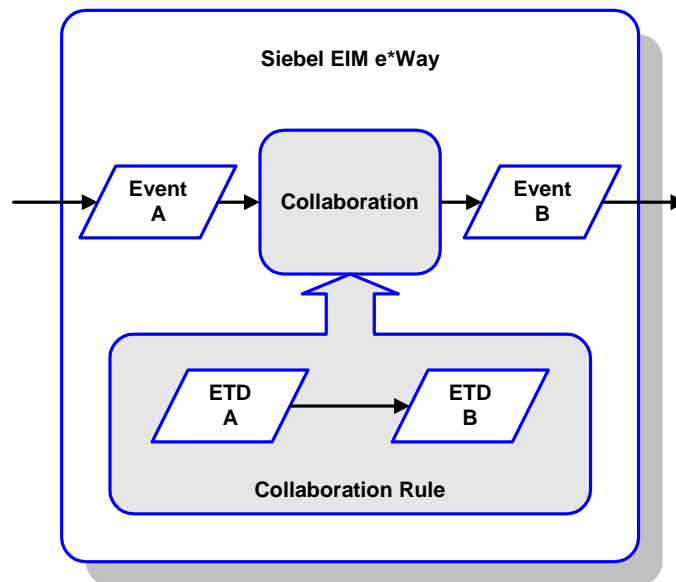 Siebel EIM e*Way
Event
A
Collaboration
Event
B
ETD
A
ETD
B
Collaboration Rule